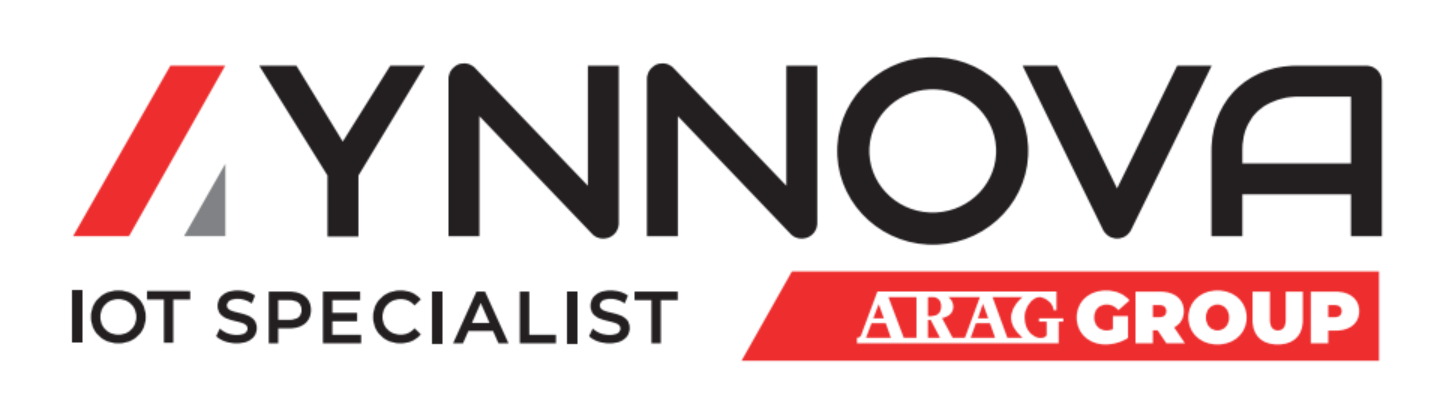 YNNOVA
IOT SPECIALIST
ARAG GROUP